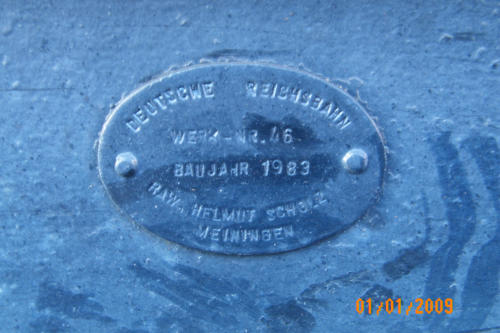 DEUTSCHE REICHSBAHN
WERK-NR. 46
BAUJAHR 1983
RAW "HELMUT SCHOLZ"
MEININGEN
01/01/2009